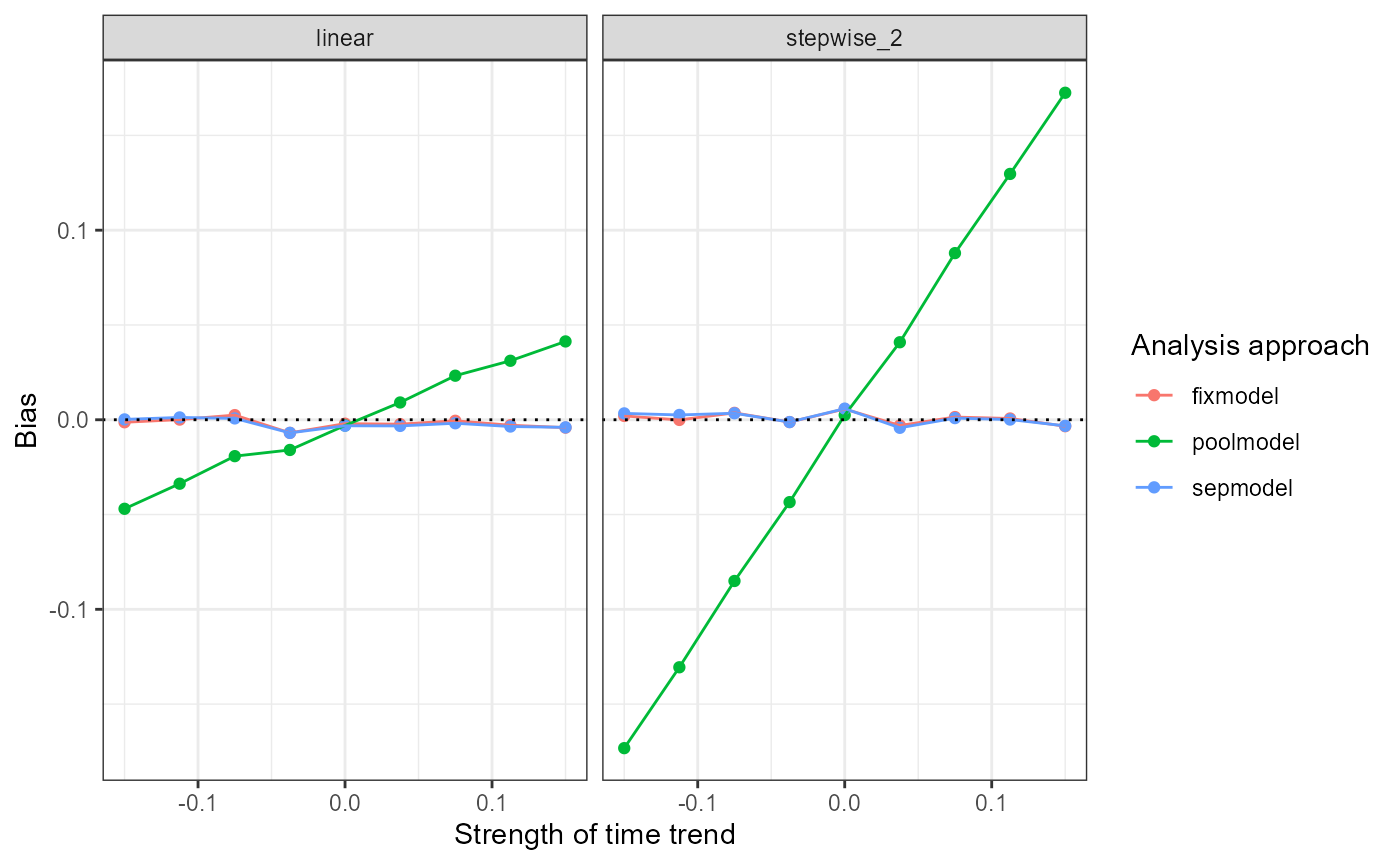 linear
stepwise_2
Bias
0.1
0.0
-0.1
-0.1
0.0
0.1
-0.1
0.0
0.1
Strength of time trend
Analysis approach
fixmodel
poolmodel
sepmodel